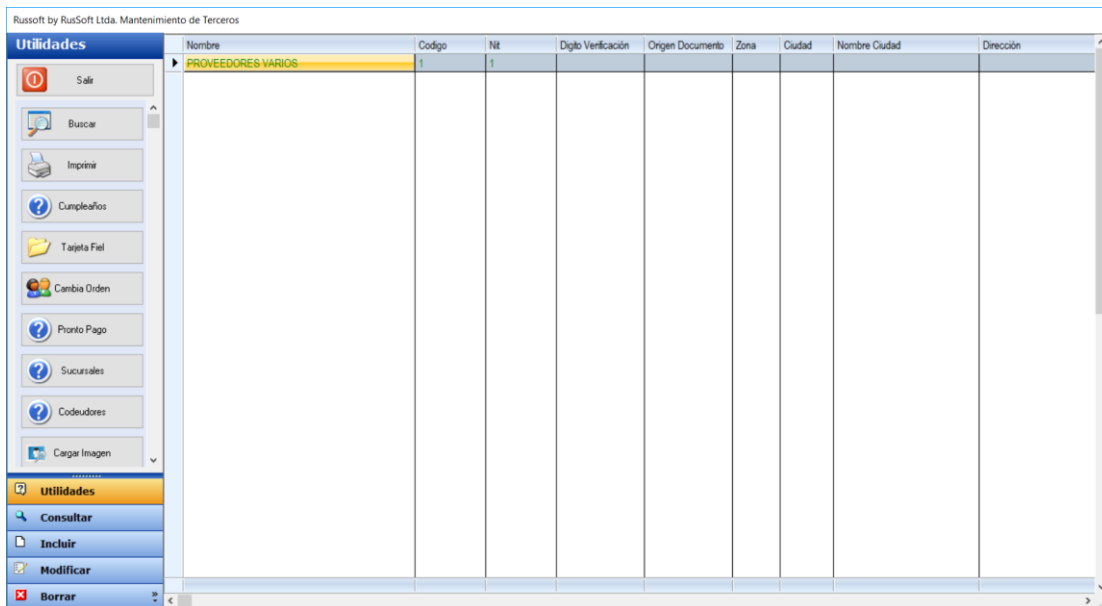 Russoft by RusSoft Ltda. Mantenimiento de Terceros
Utilidades
Nombre Codigo Nit Digito Verificación Origen Documento Zona Ciudad Nombre Ciudad Dirección
PROVEEDORES VARIOS 1 1
Salir
Buscar
Imprimir
Cumpleaños
Tarjeta Fiel
Cambia Orden
Pronto Pago
Sucursales
Codeudores
Cargar Imagen
Utilidades
Consultar
Incluir
Modificar
Borrar